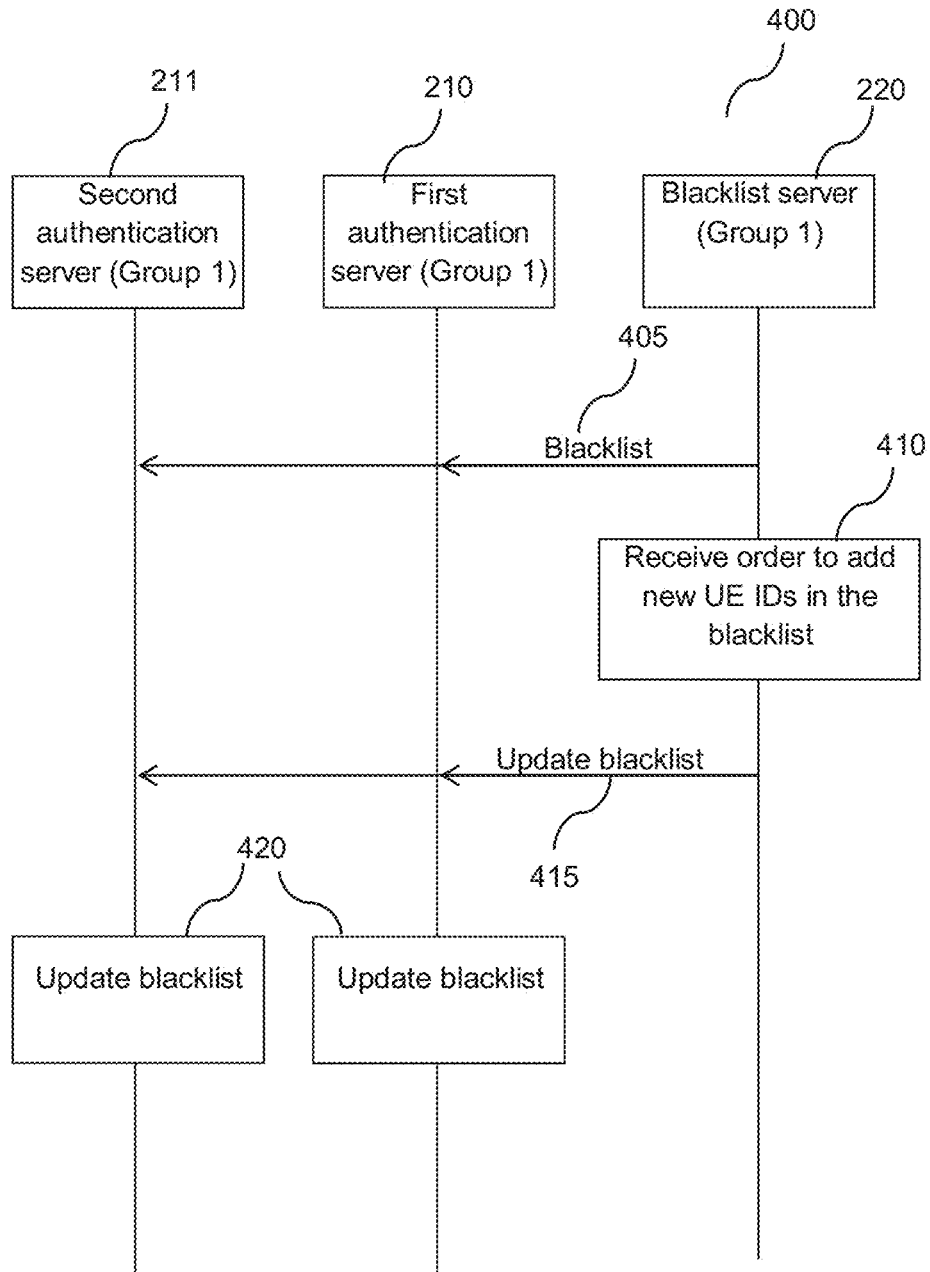 400
211
210
220
Second
authentication
server (Group 1)
First
authentication
server (Group 1)
Blacklist server
(Group 1)
405
Blacklist
410
Receive order to add
new UE IDs in the
blacklist
Update blacklist
415
420
Update blacklist
Update blacklist